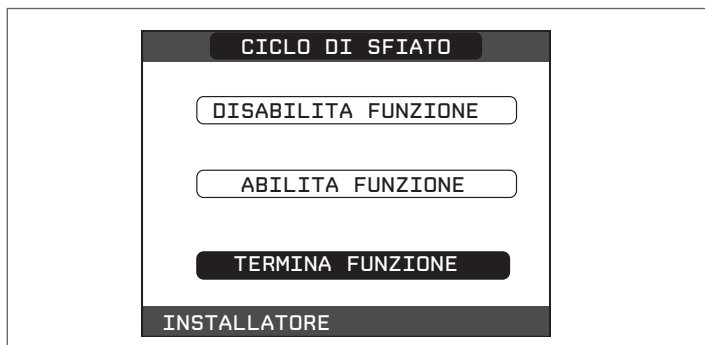 CICLO DI SFIATO
DISABILITA FUNZIONE
ABILITA FUNZIONE
TERMINA FUNZIONE
INSTALLATORE